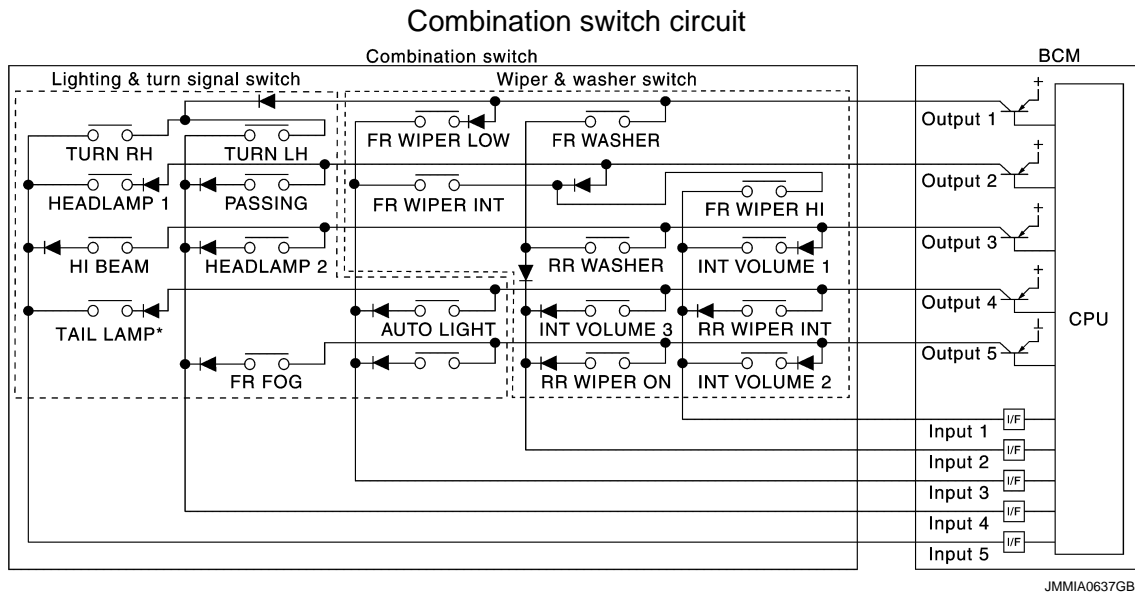 Combination switch circuit
Combination switch
BCM
Lighting & turn signal switch
Wiper & washer switch
Output 1
TURN RH
TURN LH
FR WIPER LOW
FR WASHER
Output 2
HEADLAMP 1
PASSING
FR WIPER INT
FR WIPER HI
Output 3
HI BEAM
HEADLAMP 2
RR WASHER
INT VOLUME 1
Output 4
TAIL LAMP*
AUTO LIGHT
INT VOLUME 3
RR WIPER INT
CPU
Output 5
FR FOG
RR WIPER ON
INT VOLUME 2
I/F
Input 1
I/F
Input 2
I/F
Input 3
I/F
Input 4
I/F
Input 5
JMMIA0637GB